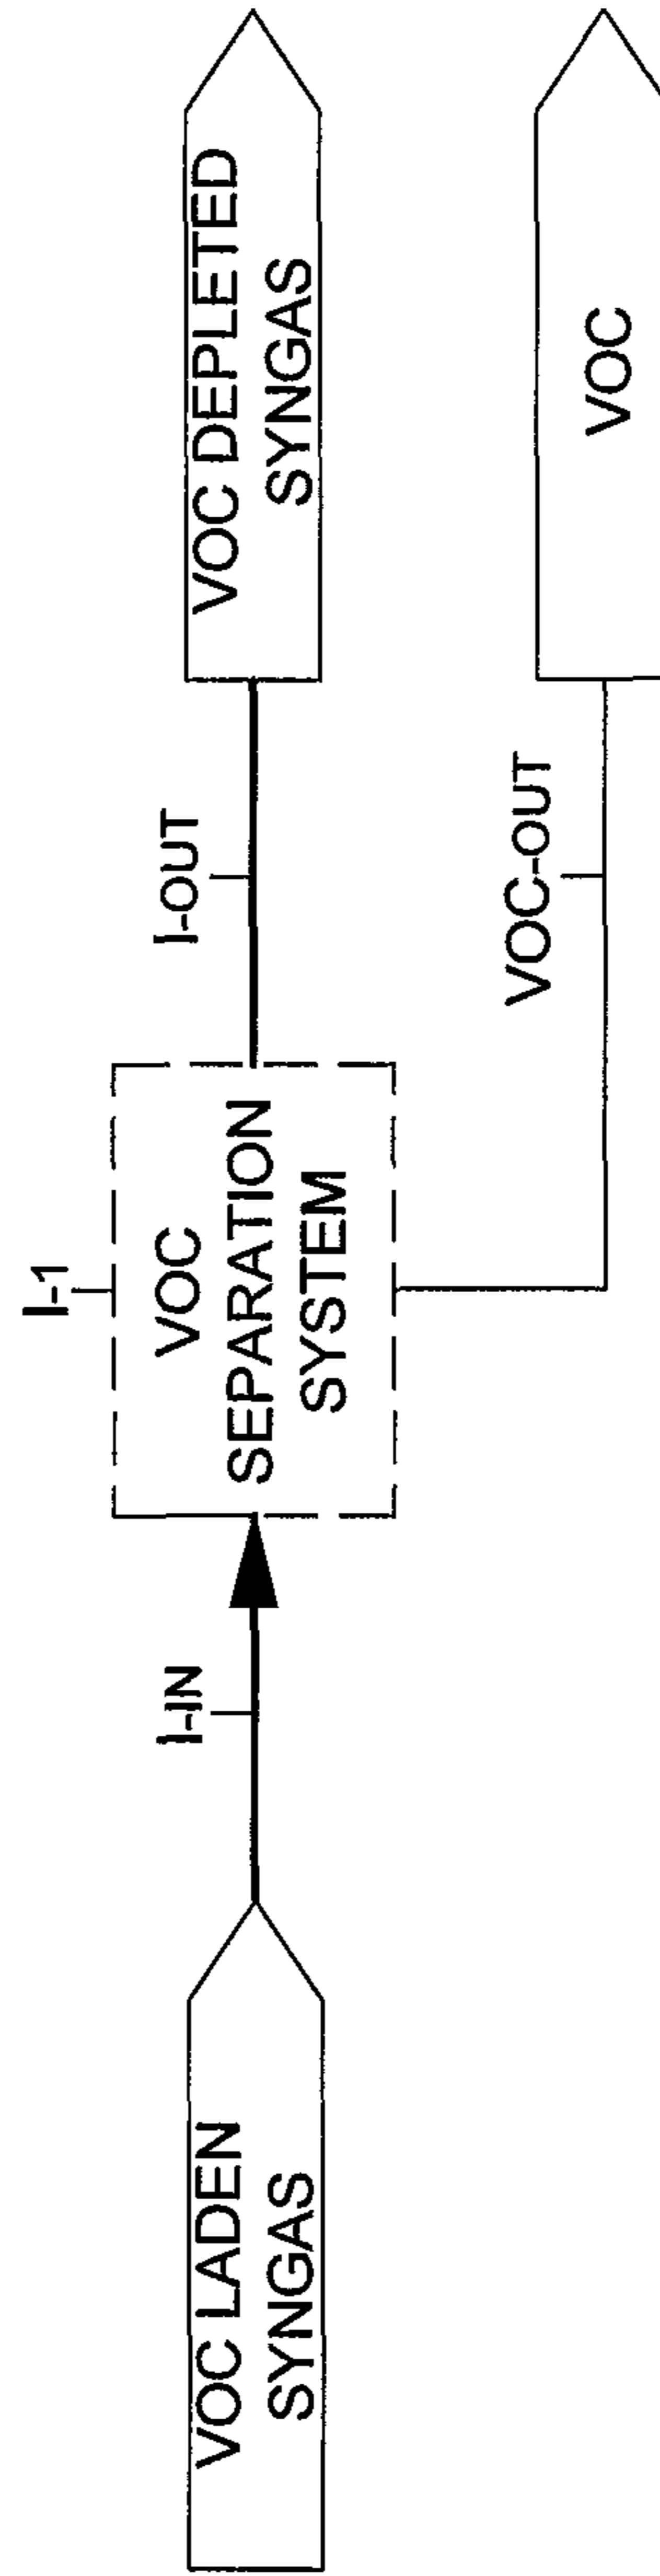 VOC LADEN
SYNGAS
I-IN
I-1
VOC
SEPARATION
SYSTEM
I-OUT
VOC DEPLETED
SYNGAS
VOC-OUT
VOC